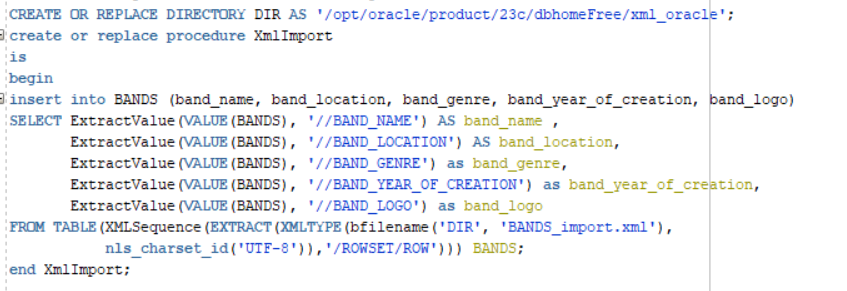 CREATE OR REPLACE DIRECTORY DIR AS '/opt/oracle/product/23c/dbhomeFree/xml_oracle';
create or replace procedure XmlImport
is
begin
insert into BANDS (band_name, band_location, band_genre, band_year_of_creation, band_logo)
SELECT ExtractValue(VALUE(BANDS), '//BAND_NAME') AS band_name ,
ExtractValue(VALUE(BANDS), '//BAND_LOCATION') AS band_location,
ExtractValue(VALUE(BANDS), '//BAND_GENRE') as band_genre,
ExtractValue(VALUE(BANDS), '//BAND_YEAR_OF_CREATION') as band_year_of_creation,
ExtractValue(VALUE(BANDS), '//BAND_LOGO') as band_logo
FROM TABLE(XMLSequence(EXTRACT(XMLTYPE(bfilename('DIR', 'BANDS_import.xml'),
nls_charset_id('UTF-8')),'/ROWSET/ROW'))) BANDS;
end XmlImport;